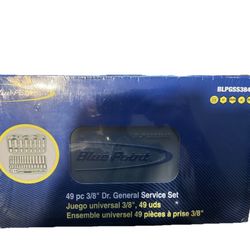 BluePoint
BLPGSS384
Blue Point
49 pc 3/8" Dr. General Service Set
Juego universal 3/8", 49 uds
Ensemble universel 49 pièces à prise 3/8"